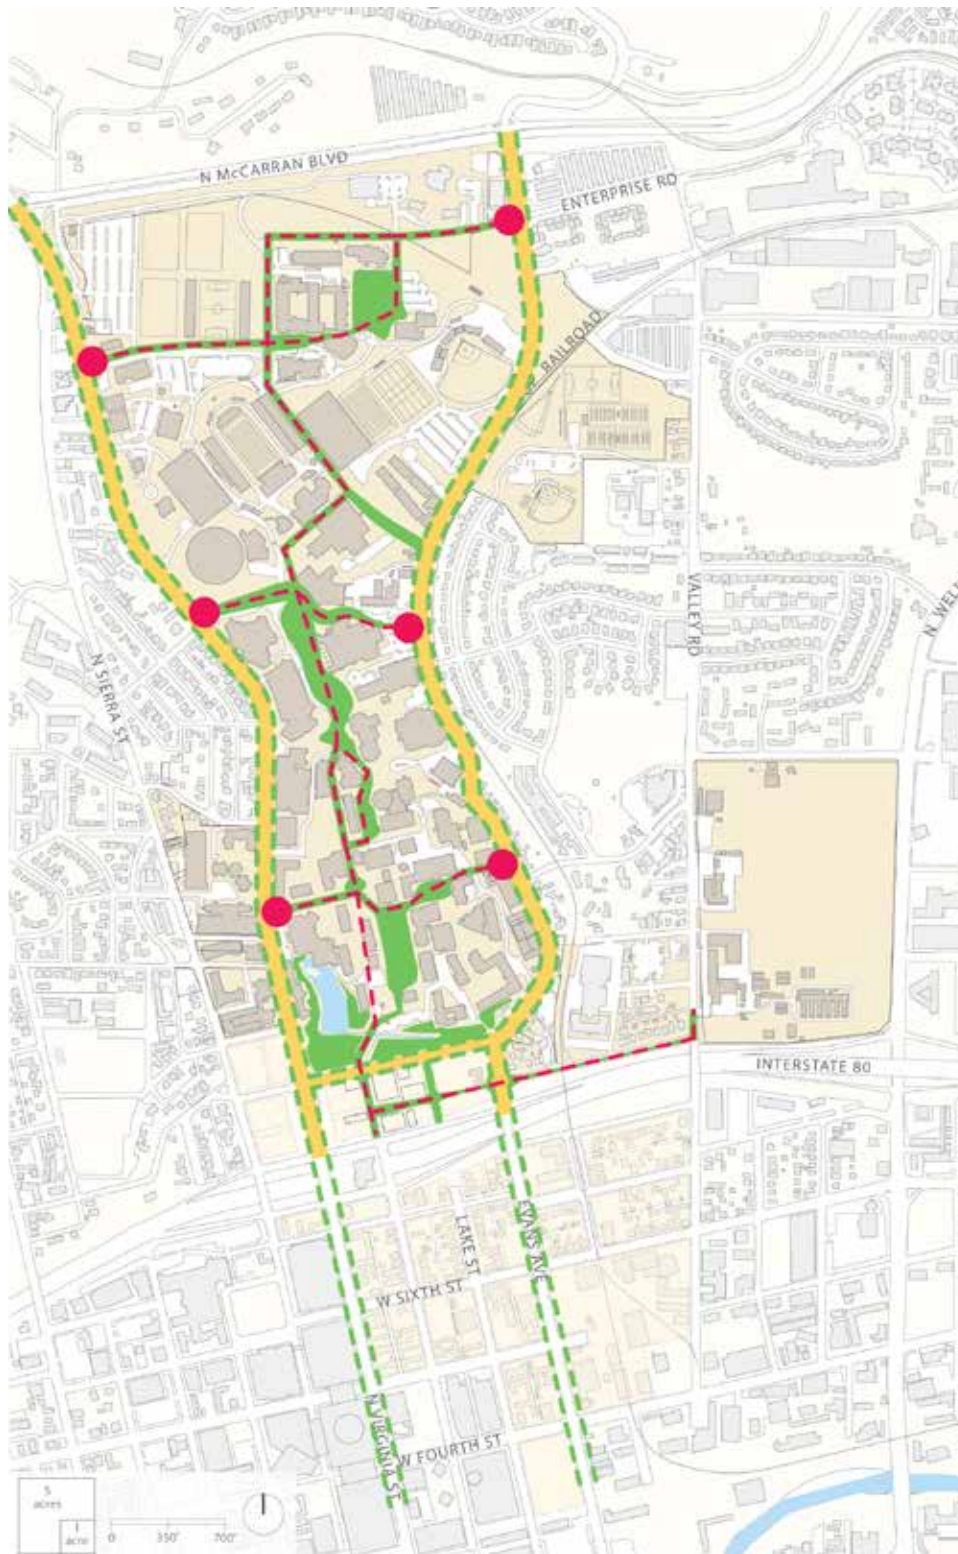 N McCARRAN BLVD
ENTERPRISE RD
RAILROAD
VALLEY RD
N SIERRA ST
INTERSTATE 80
LAKE ST
EVANS AVE
W SIXTH ST
N VIRGINIA ST
W FOURTH ST
5
acres
1
acre
0
350'
700'